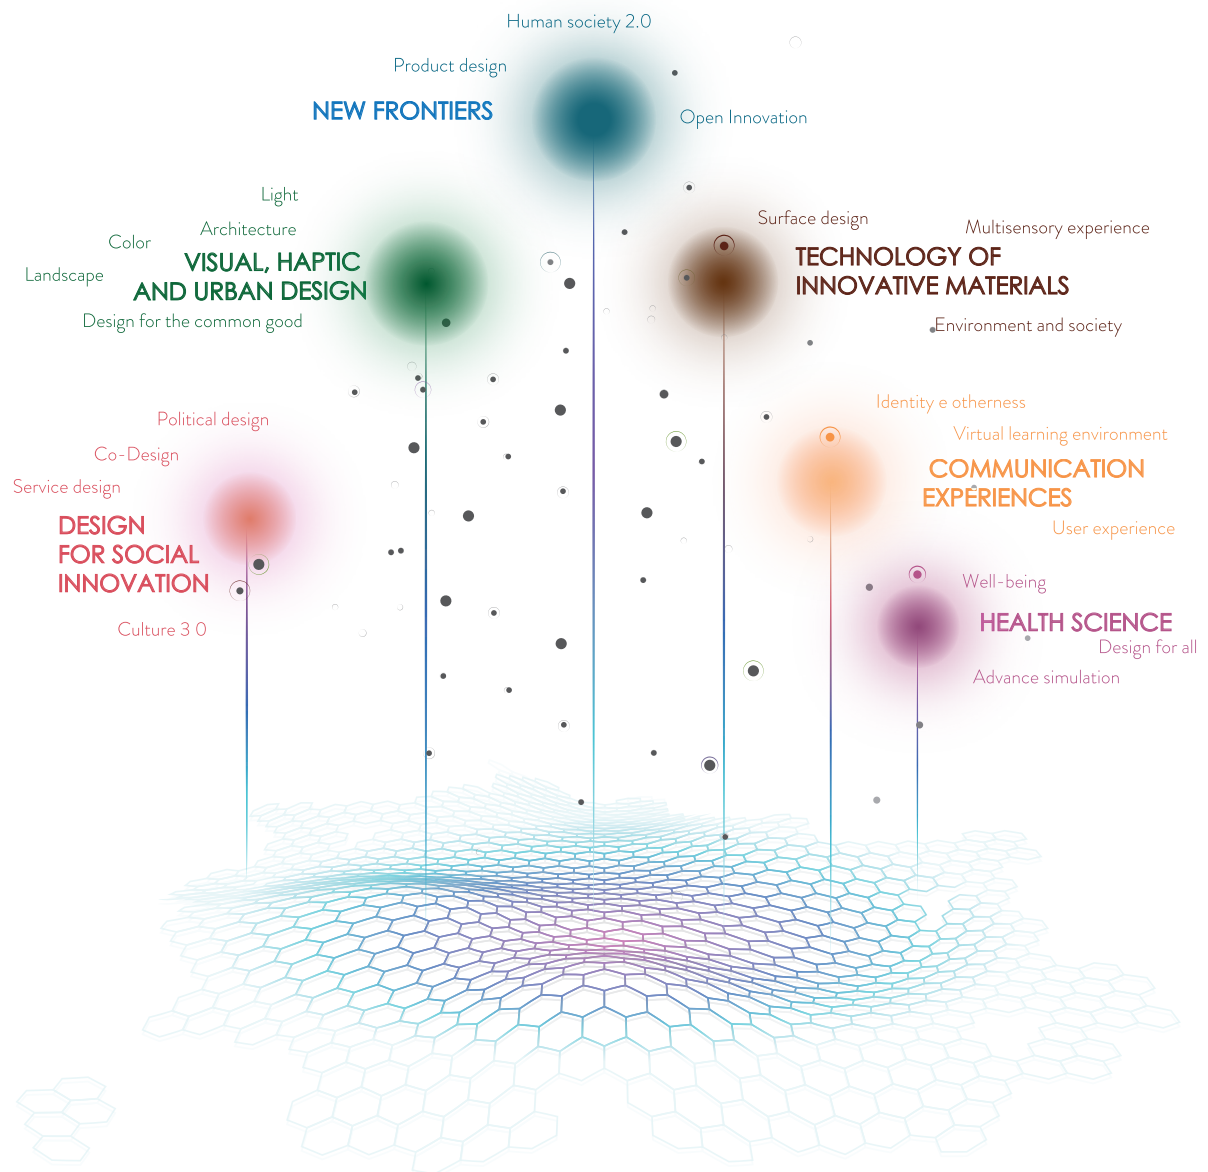 Human society 2.0
Product design
NEW FRONTIERS
Open Innovation
Light
Architecture
Color
VISUAL, HAPTIC
AND URBAN DESIGN
Landscape
Design for the common good
Surface design
Multisensory experience
TECHNOLOGY OF
INNOVATIVE MATERIALS
Environment and society
Political design
Co-Design
Service design
DESIGN
FOR SOCIAL
INNOVATION
Culture 3 0
Identity e otherness
Virtual learning environment
COMMUNICATION
EXPERIENCES
User experience
Well-being
HEALTH SCIENCE
Design for all
Advance simulation